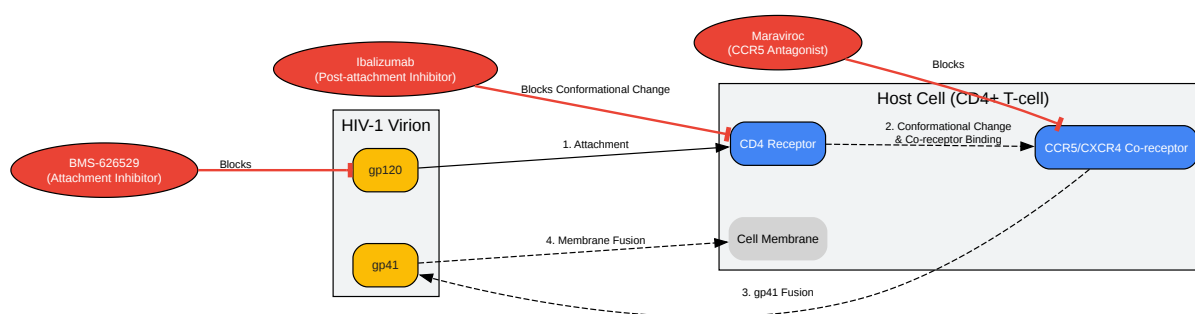 Maraviroc
(CCR5 Antagonist)
Ibalizumab
(Post-attachment Inhibitor)
Blocks
Blocks Conformational Change
Host Cell (CD4+ T-cell)
HIV-1 Virion
2. Conformational Change
& Co-receptor Binding
1. Attachment
CD4 Receptor
CCR5/CXCR4 Co-receptor
BMS-626529
(Attachment Inhibitor)
Blocks
gp120
4. Membrane Fusion
Cell Membrane
gp41
3. gp41 Fusion